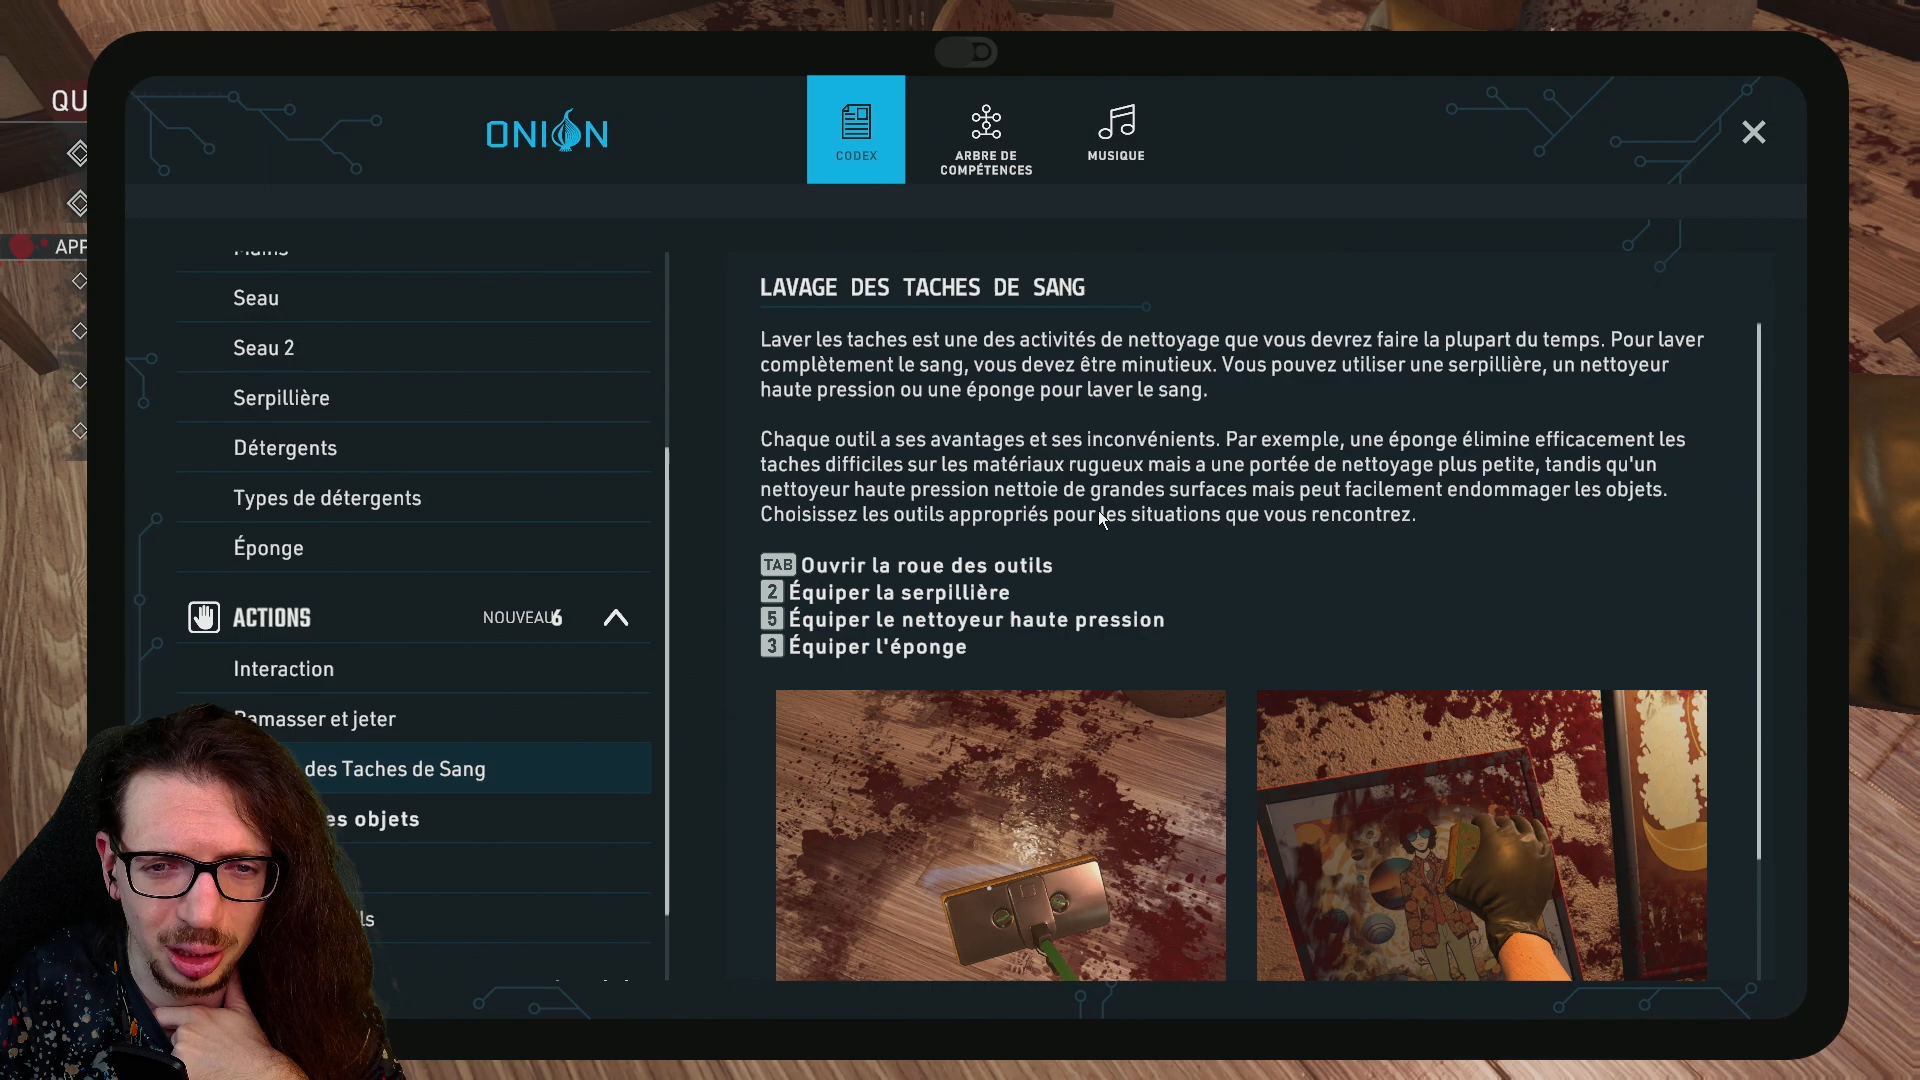 QU
APP
ONION
CODEX
ARBRE DE
COMPÉTENCES
MUSIQUE
Mains
Seau
Seau 2
Serpillière
Détergents
Types de détergents
Éponge
ACTIONS
NOUVEAU 6
Interaction
Ramasser et jeter
des Taches de Sang
es objets
ls
LAVAGE DES TACHES DE SANG
Laver les taches est une des activités de nettoyage que vous devrez faire la plupart du temps. Pour laver
complètement le sang, vous devez être minutieux. Vous pouvez utiliser une serpillière, un nettoyeur
haute pression ou une éponge pour laver le sang.
Chaque outil a ses avantages et ses inconvénients. Par exemple, une éponge élimine efficacement les
taches difficiles sur les matériaux rugueux mais a une portée de nettoyage plus petite, tandis qu'un
nettoyeur haute pression nettoie de grandes surfaces mais peut facilement endommager les objets.
Choisissez les outils appropriés pour les situations que vous rencontrez.
TAB Ouvrir la roue des outils
2 Équiper la serpillière
5 Équiper le nettoyeur haute pression
3 Équiper l'éponge